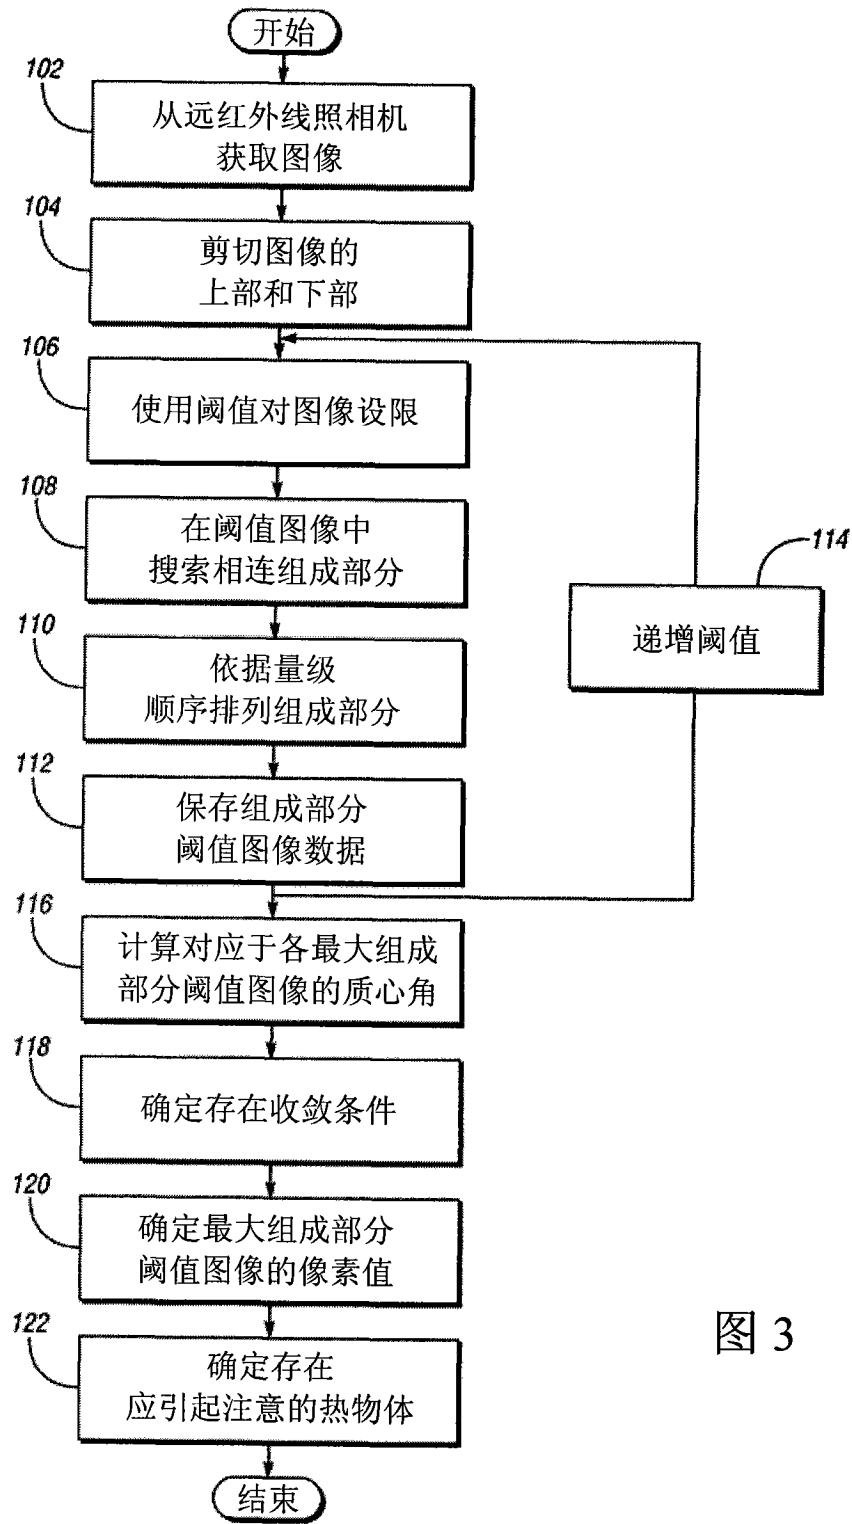 开始
102
从远红外线照相机
获取图像
104
剪切图像的
上部和下部
106
使用阈值对图像设限
108
在阈值图像中
搜索相连组成部分
114
递增阈值
110
依据量级
顺序排列组成部分
112
保存组成部分
阈值图像数据
116
计算对应于各最大组成
部分阈值图像的质心角
118
确定存在收敛条件
120
确定最大组成部分
阈值图像的像素值
122
确定存在
应引起注意的热物体
结束
图 3